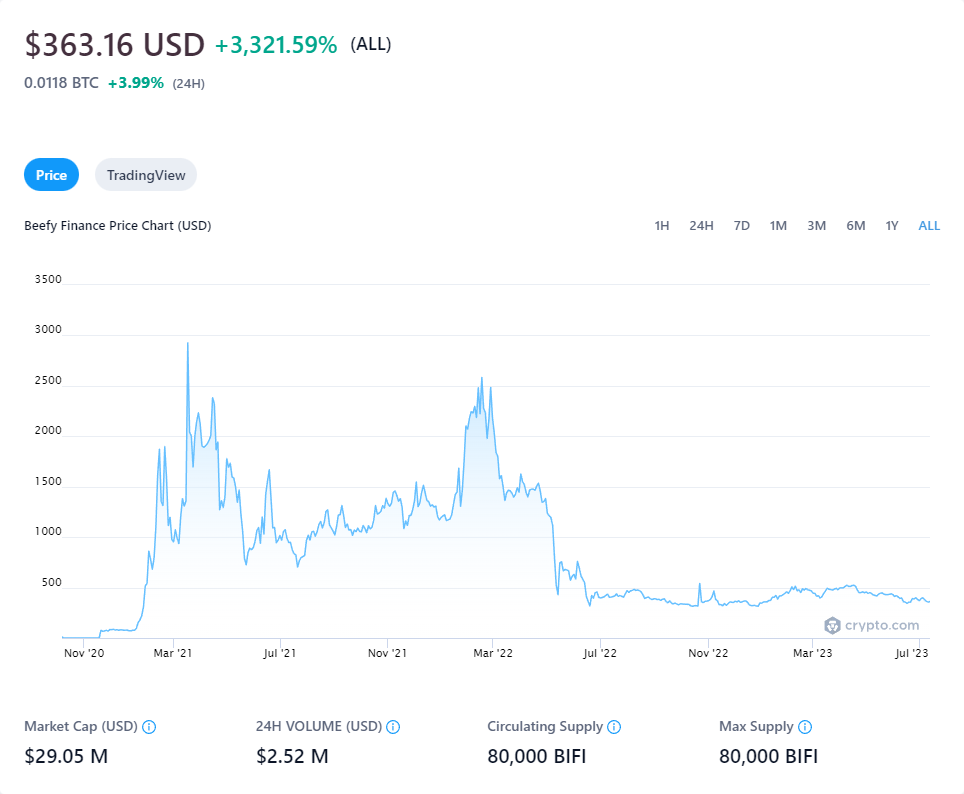 $363.16 USD +3,321.59% (ALL)
0.0118 BTC +3.99% (24H)
Price TradingView
Beefy Finance Price Chart (USD) 1H 24H 7D 1M 3M 6M 1Y ALL
3500
3000
2500
2000
1500
1000
500
crypto.com
Nov '20 Mar '21 Jul '21 Nov '21 Mar '22 Jul '22 Nov '22 Mar '23 Jul '23
Market Cap (USD) 24H VOLUME (USD) Circulating Supply Max Supply
$29.05 M $2.52 M 80,000 BIFI 80,000 BIFI